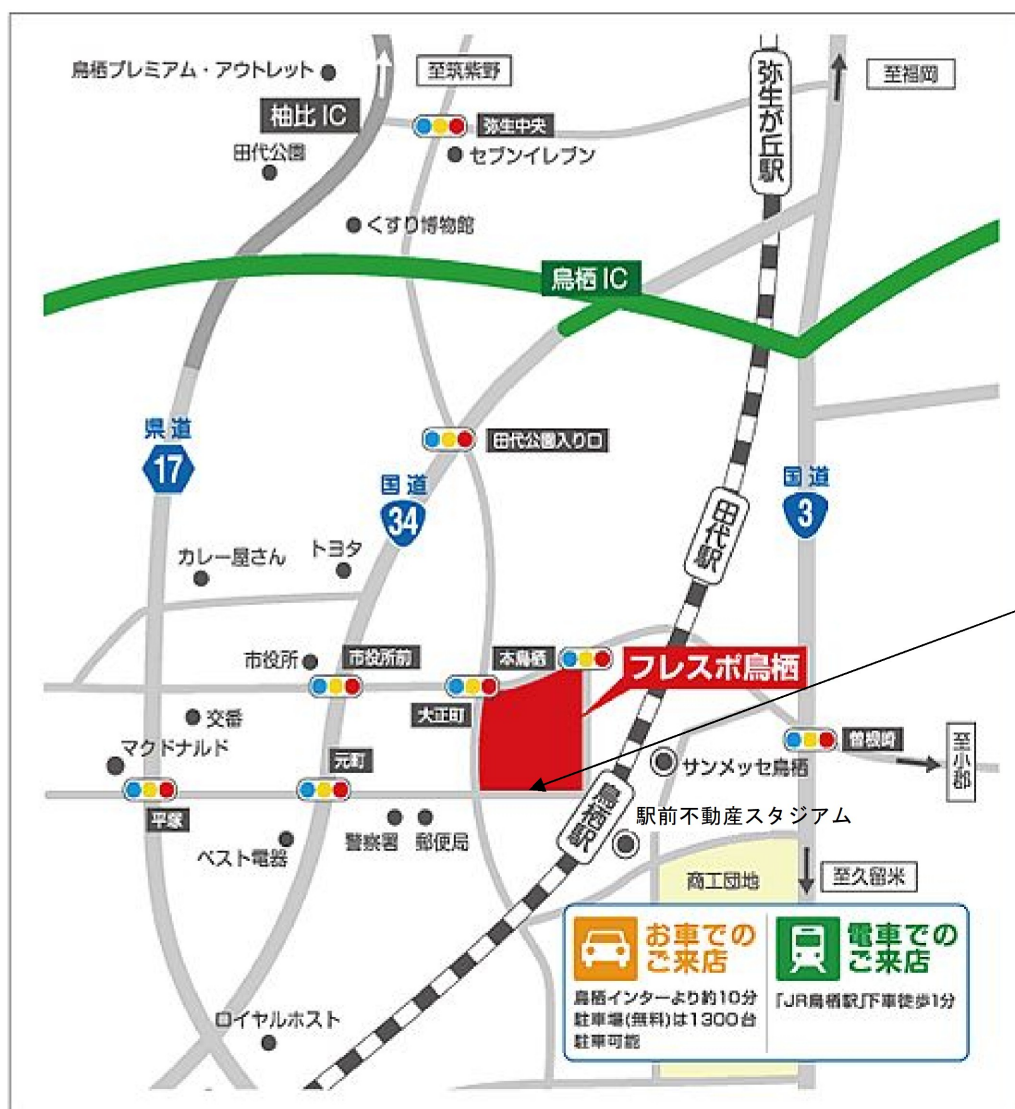 鳥栖プレミアム・アウトレット
至筑紫野
至福岡
柚比IC
弥生中央
弥生が丘駅
田代公園
セブンイレブン
くすり博物館
鳥栖IC
県道
17
国道
34
田代公園入り口
国道
3
田代駅
カレー屋さん
トヨタ
市役所
市役所前
本鳥栖
フレスポ鳥栖
大正町
交番
マクドナルド
元町
曽根崎
至小郡
サンメッセ鳥栖
平塚
鳥栖駅
駅前不動産スタジアム
ベスト電器
警察署
郵便局
商工団地
至久留米
お車での
ご来店
鳥栖インターより約10分
駐車場(無料)は1300台
駐車可能
電車での
ご来店
「JR鳥栖駅」下車徒歩1分
ロイヤルホスト